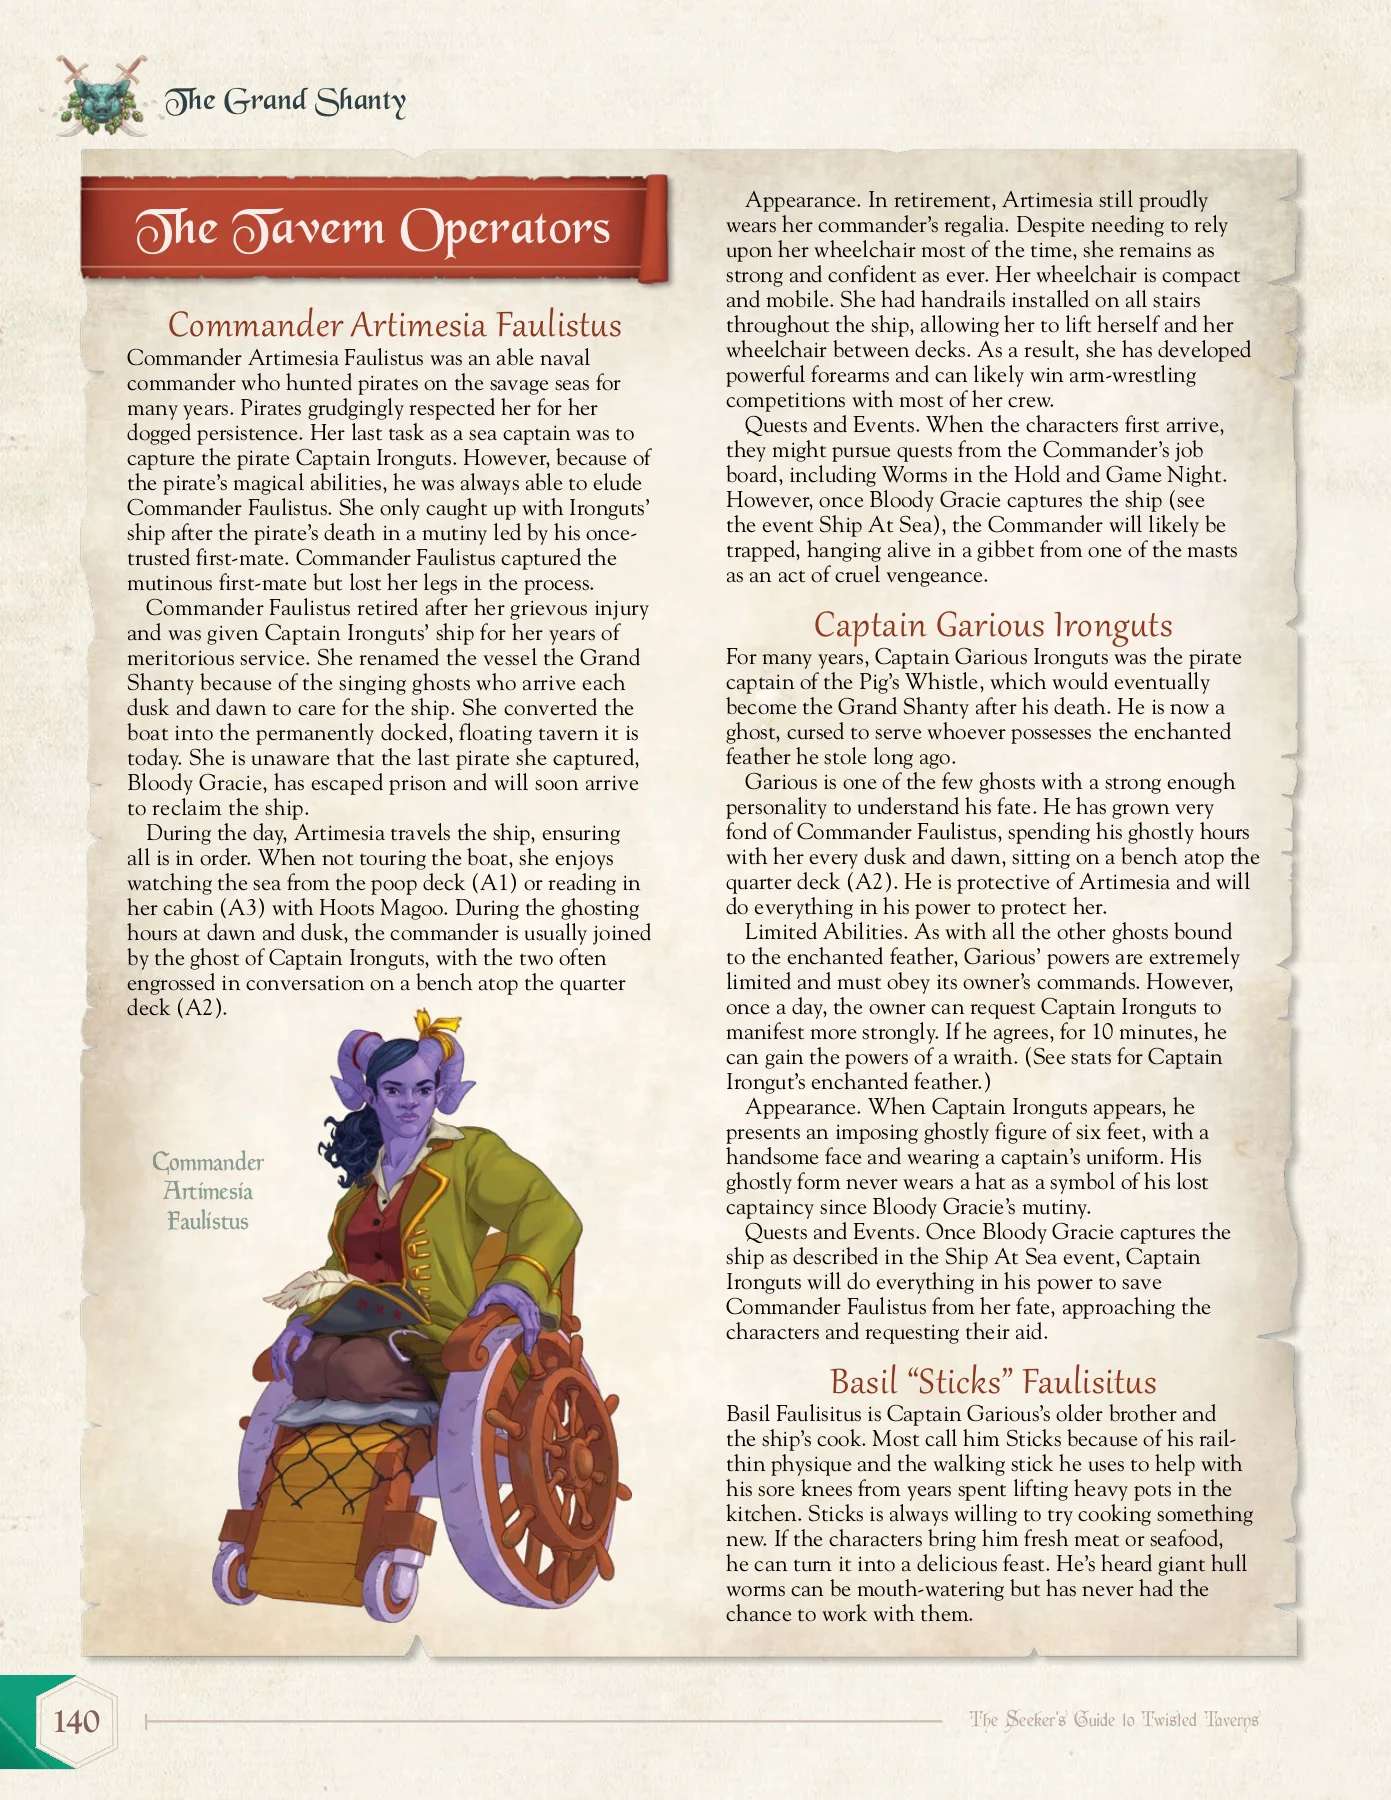 The Grand Shanty
The Tavern Operators
Commander Artimesia Faulistus
Commander Artimesia Faulistus was an able naval
commander who hunted pirates on the savage seas for
many years. Pirates grudgingly respected her for her
dogged persistence. Her last task as a sea captain was to
capture the pirate Captain Ironguts. However, because of
the pirate's magical abilities, he was always able to elude
Commander Faulistus. She only caught up with Ironguts'
ship after the pirate's death in a mutiny led by his once-
trusted first-mate. Commander Faulistus captured the
mutinous first-mate but lost her legs in the process.
Commander Faulistus retired after her grievous injury
and was given Captain Ironguts' ship for her years of
meritorious service. She renamed the vessel the Grand
Shanty because of the singing ghosts who arrive each
dusk and dawn to care for the ship. She converted the
boat into the permanently docked, floating tavern it is
today. She is unaware that the last pirate she captured,
Bloody Gracie, has escaped prison and will soon arrive
to reclaim the ship.
During the day, Artimesia travels the ship, ensuring
all is in order. When not touring the boat, she enjoys
watching the sea from the poop deck (A1) or reading in
her cabin (A3) with Hoots Magoo. During the ghosting
hours at dawn and dusk, the commander is usually joined
by the ghost of Captain Ironguts, with the two often
engrossed in conversation on a bench atop the quarter
deck (A2).
Commander
Artimesia
Faulistus
Appearance. In retirement, Artimesia still proudly
wears her commander's regalia. Despite needing to rely
upon her wheelchair most of the time, she remains as
strong and confident as ever. Her wheelchair is compact
and mobile. She had handrails installed on all stairs
throughout the ship, allowing her to lift herself and her
wheelchair between decks. As a result, she has developed
powerful forearms and can likely win arm-wrestling
competitions with most of her crew.
Quests and Events. When the characters first arrive,
they might pursue quests from the Commander's job
board, including Worms in the Hold and Game Night.
However, once Bloody Gracie captures the ship (see
the event Ship At Sea), the Commander will likely be
trapped, hanging alive in a gibbet from one of the masts
as an act of cruel vengeance.
Captain Garious Ironguts
For many years, Captain Garious Ironguts was the pirate
captain of the Pig's Whistle, which would eventually
become the Grand Shanty after his death. He is now a
ghost, cursed to serve whoever possesses the enchanted
feather he stole long ago.
Garious is one of the few ghosts with a strong enough
personality to understand his fate. He has grown very
fond of Commander Faulistus, spending his ghostly hours
with her every dusk and dawn, sitting on a bench atop the
quarter deck (A2). He is protective of Artimesia and will
do everything in his power to protect her.
Limited Abilities. As with all the other ghosts bound
to the enchanted feather, Garious' powers are extremely
limited and must obey its owner's commands. However,
once a day, the owner can request Captain Ironguts to
manifest more strongly. If he agrees, for 10 minutes, he
can gain the powers of a wraith. (See stats for Captain
Irongut's enchanted feather.)
Appearance. When Captain Ironguts appears, he
presents an imposing ghostly figure of six feet, with a
handsome face and wearing a captain's uniform. His
ghostly form never wears a hat as a symbol of his lost
captaincy since Bloody Gracie's mutiny.
Quests and Events. Once Bloody Gracie captures the
ship as described in the Ship At Sea event, Captain
Ironguts will do everything in his power to save
Commander Faulistus from her fate, approaching the
characters and requesting their aid.
Basil “Sticks” Faulisitus
Basil Faulisitus is Captain Garious's older brother and
the ship's cook. Most call him Sticks because of his rail-
thin physique and the walking stick he uses to help with
his sore knees from years spent lifting heavy pots in the
kitchen. Sticks is always willing to try cooking something
new. If the characters bring him fresh meat or seafood,
he can turn it into a delicious feast. He's heard giant hull
worms can be mouth-watering but has never had the
chance to work with them.
140
The Seeker's Guide to Twisted Taverns